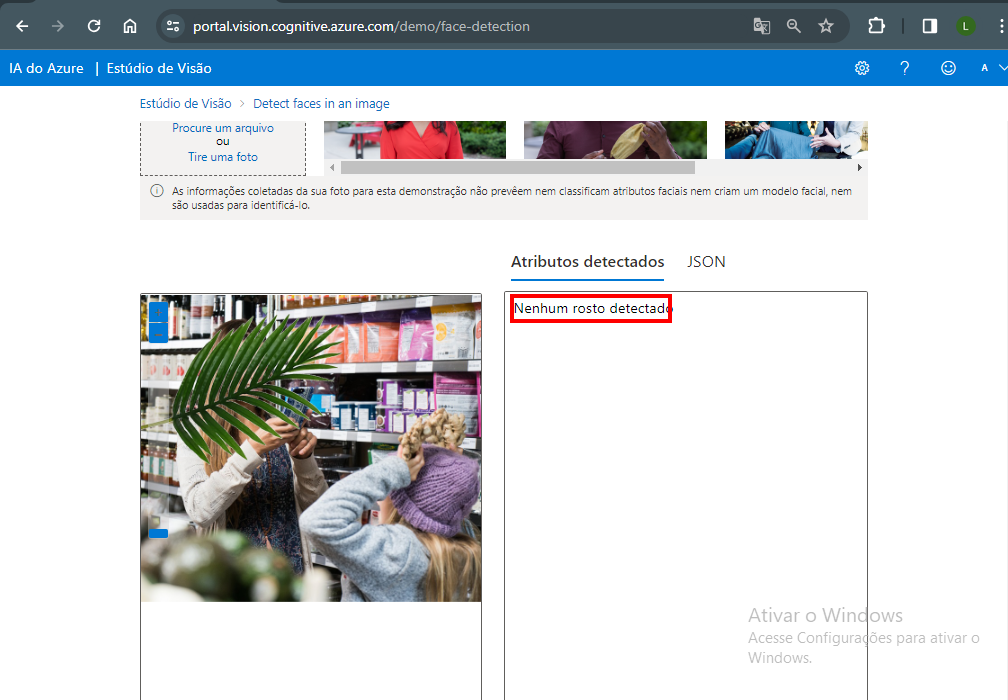 portal.vision.cognitive.azure.com/demo/face-detection
L
IA do Azure | Estúdio de Visão
?
A
Estúdio de Visão > Detect faces in an image
Procure um arquivo
ou
Tire uma foto
As informações coletadas da sua foto para esta demonstração não prevêem nem classificam atributos faciais nem criam um modelo facial, nem
são usadas para identificá-lo.
Atributos detectados
JSON
Nenhum rosto detectado
Ativar o Windows
Acesse Configurações para ativar o
Windows.